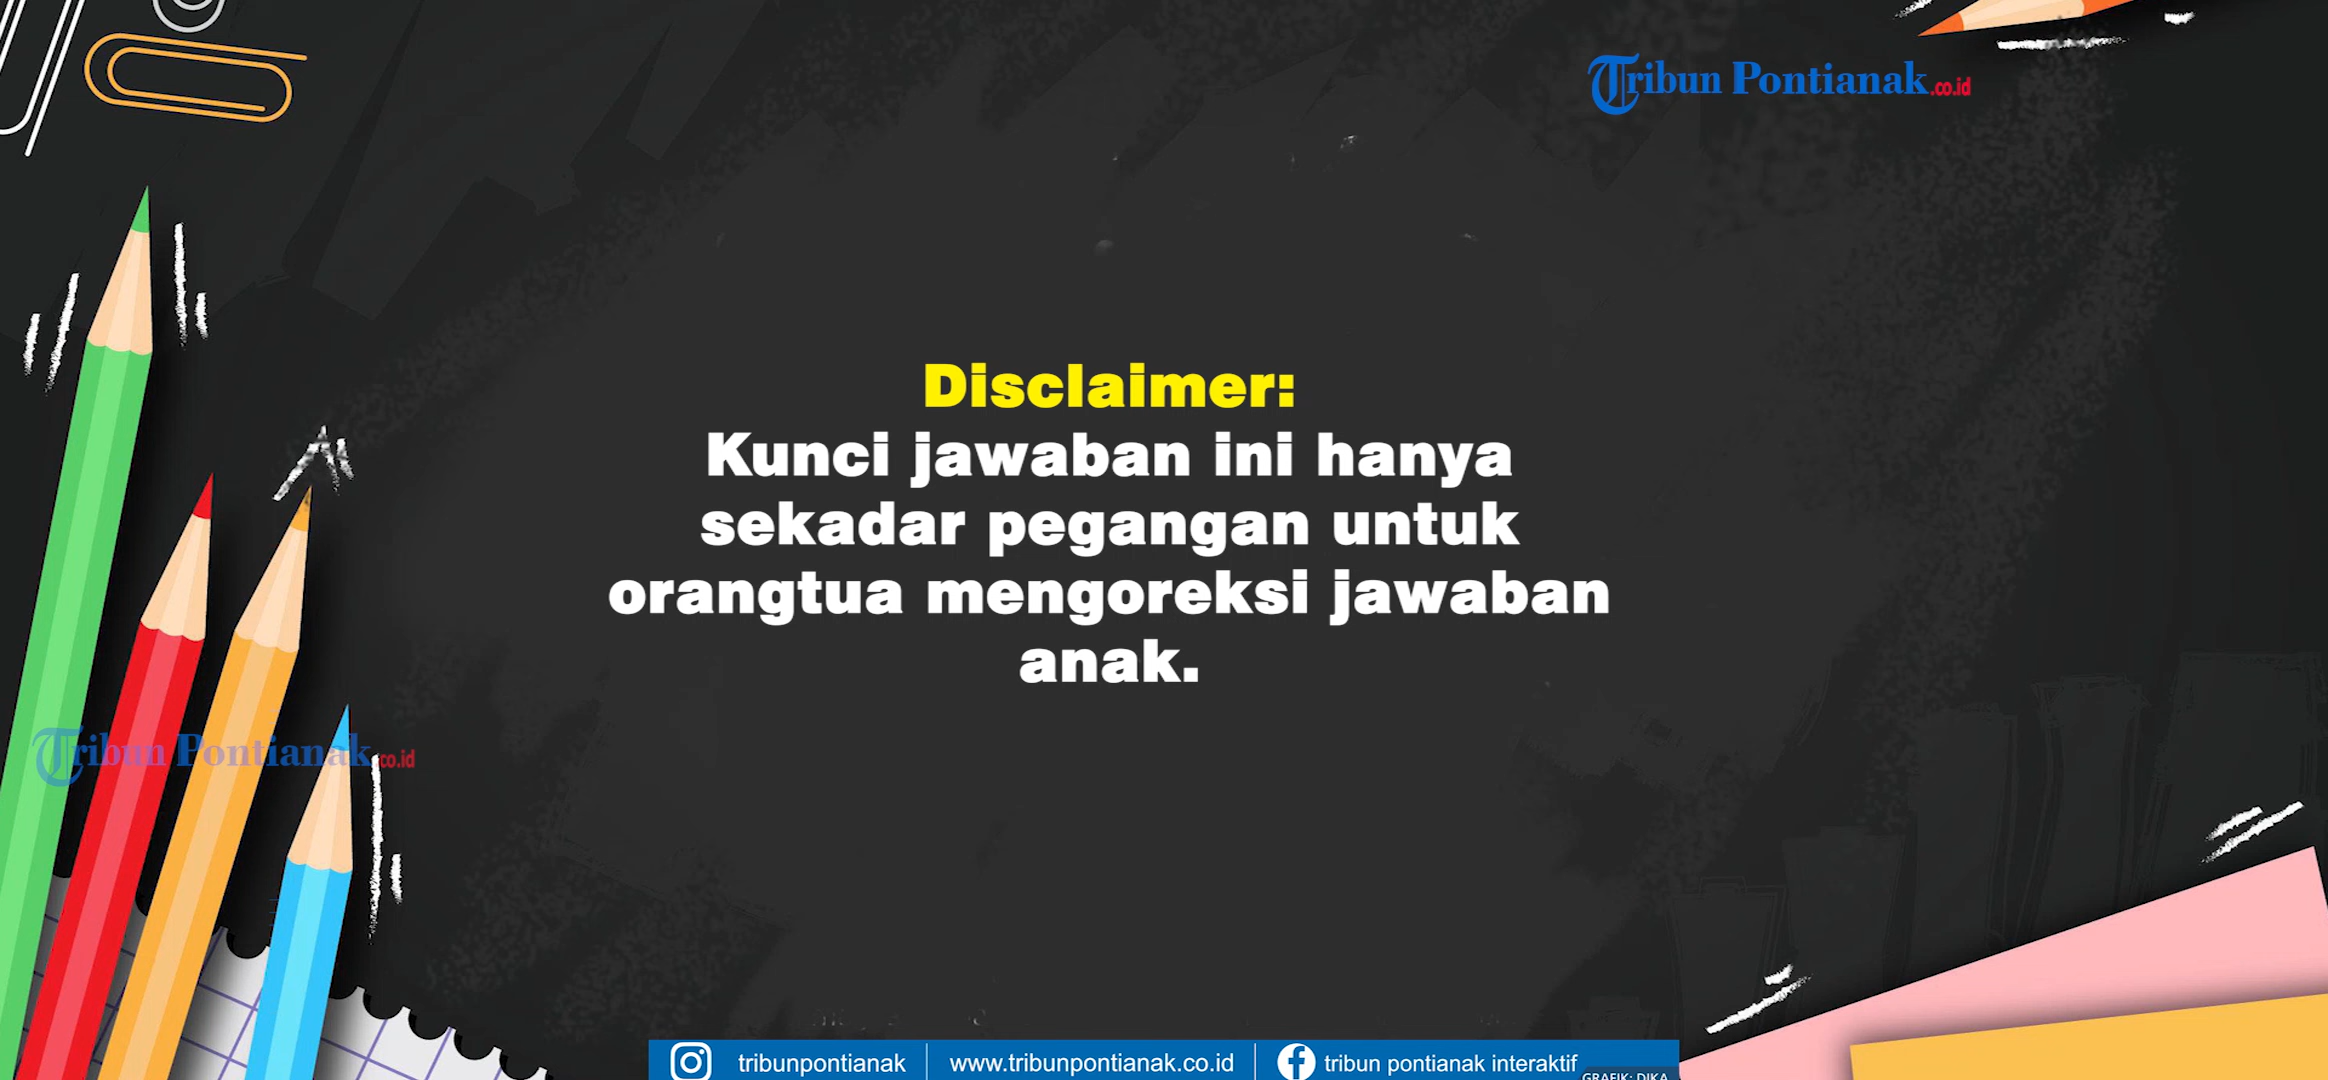 Tribun Pontianak.co.id
Disclaimer:
Kunci jawaban ini hanya
sekadar pegangan untuk
orangtua mengoreksi jawaban
anak.
Tribun Pontianak.co.id
tribunpontianak
www.tribunpontianak.co.id
tribun pontianak interaktif
GRAFIK: DIKA